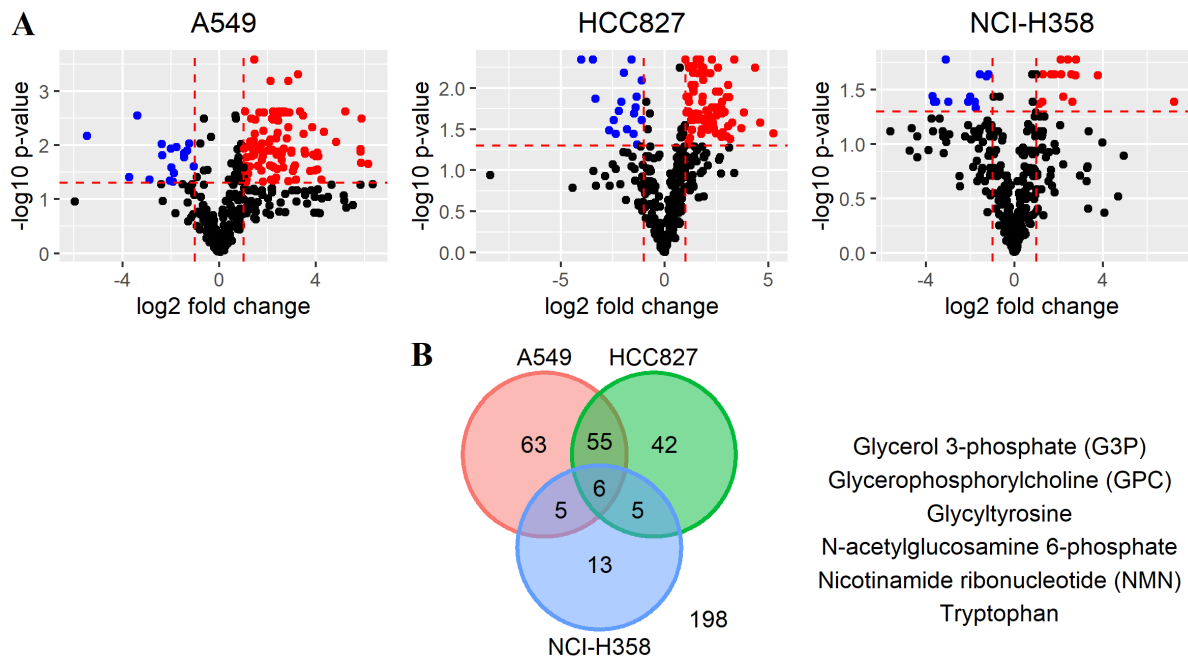 A
A549
HCC827
NCI-H358
-log10 p-value
3
2
1
0
-4
0
4
log2 fold change
-log10 p-value
2.0
1.5
1.0
0.5
0.0
-5
0
5
log2 fold change
-log10 p-value
1.5
1.0
0.5
0.0
-4
0
4
log2 fold change
B
A549
HCC827
63
55
42
6
5
5
13
198
NCI-H358
Glycerol 3-phosphate (G3P)
Glycerophosphorylcholine (GPC)
Glycyltyrosine
N-acetylglucosamine 6-phosphate
Nicotinamide ribonucleotide (NMN)
Tryptophan